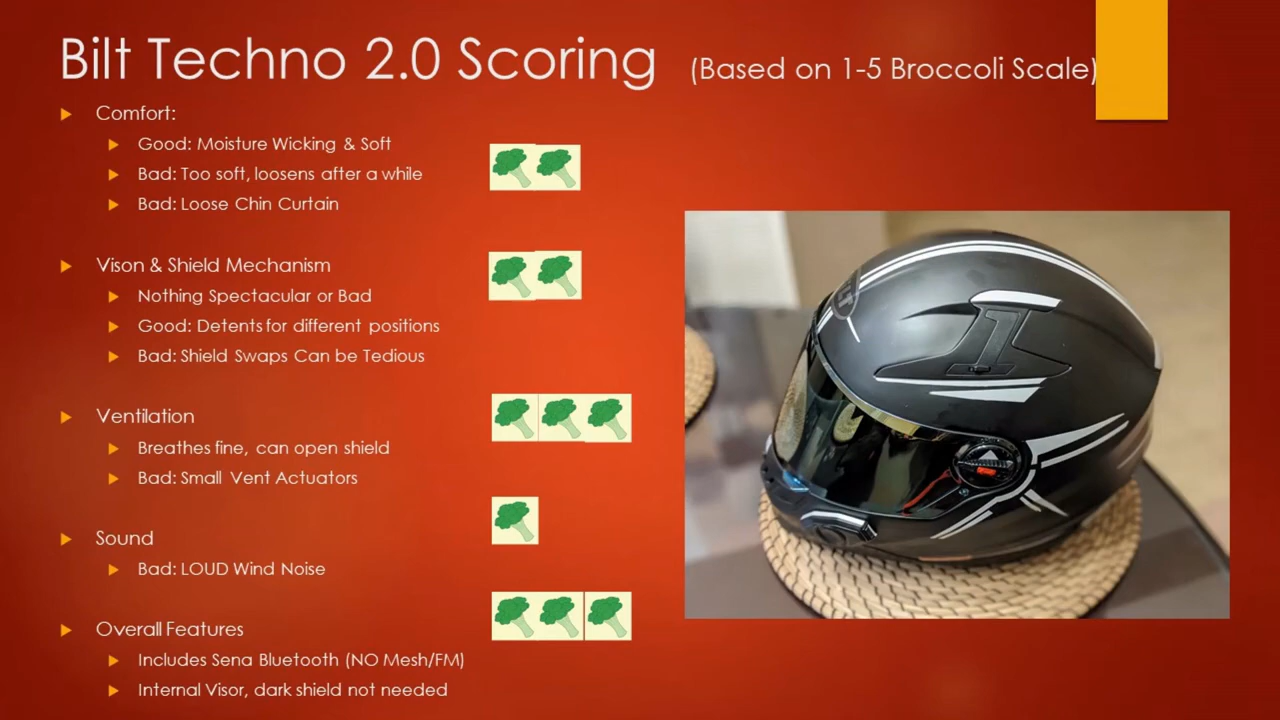 Bilt Techno 2.0 Scoring (Based on 1-5 Broccoli Scale)
Comfort:
Good: Moisture Wicking & Soft
Bad: Too soft, loosens after a while
Bad: Loose Chin Curtain
Vison & Shield Mechanism
Nothing Spectacular or Bad
Good: Detents for different positions
Bad: Shield Swaps Can be Tedious
Ventilation
Breathes fine, can open shield
Bad: Small Vent Actuators
Sound
Bad: LOUD Wind Noise
Overall Features
Includes Sena Bluetooth (NO Mesh/FM)
Internal Visor, dark shield not needed